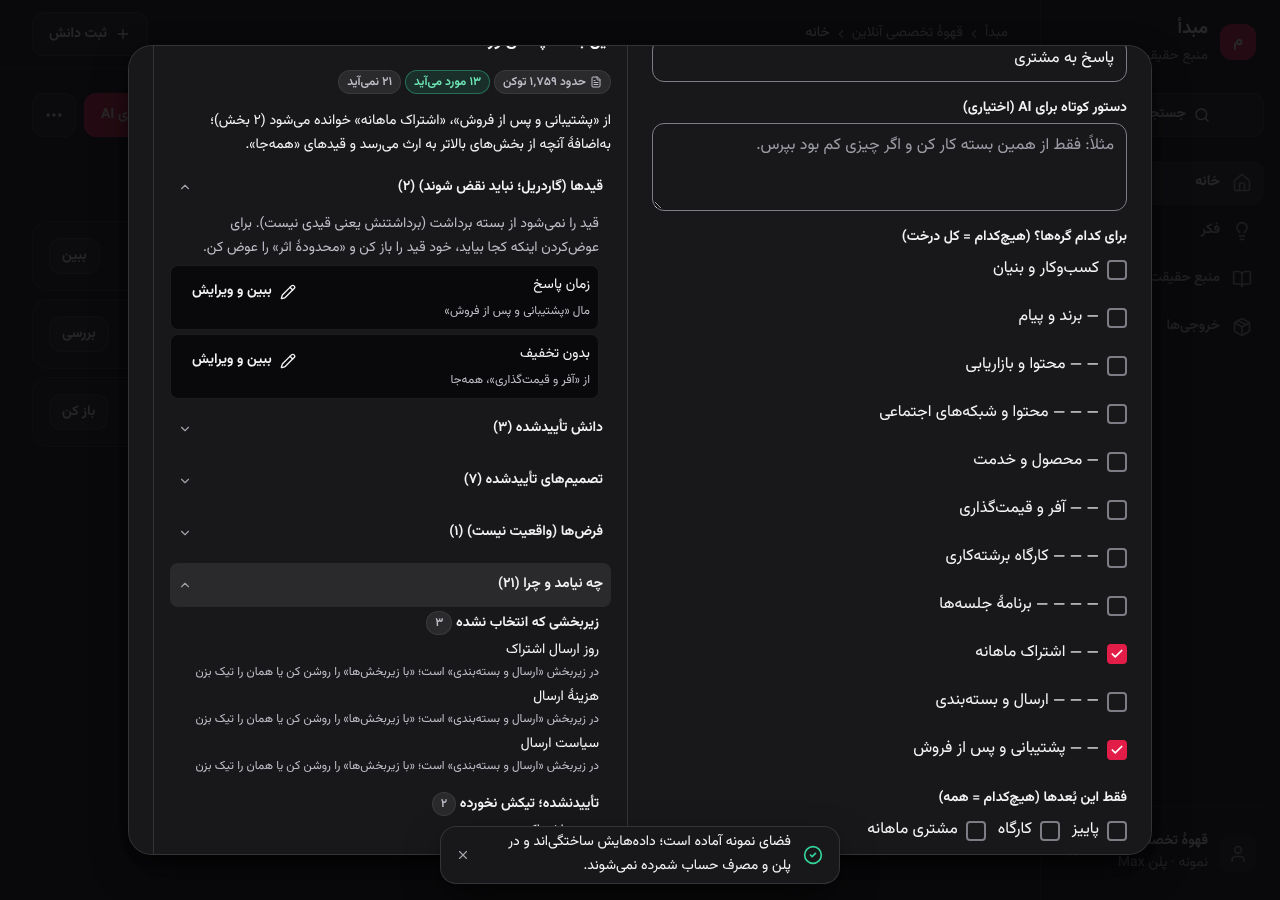 مبدأ
م
منبع حقیقت
مبدأ › قهوهٔ تخصصی آنلاین › خانه
ثبت دانش
جستج
خانه
فکر
منبع حقیقت
خروجی‌ها
قهوهٔ تخصص
نمونه · پلن Max
AI
ببین
بررسی
باز کن
پاسخ به مشتری
دستور کوتاه برای AI (اختیاری)
مثلاً: فقط از همین بسته کار کن و اگر چیزی کم بود بپرس.
برای کدام گره‌ها؟ (هیچ‌کدام = کل درخت)
کسب‌وکار و بنیان
— برند و پیام
— — محتوا و بازاریابی
— — — محتوا و شبکه‌های اجتماعی
— محصول و خدمت
— — آفر و قیمت‌گذاری
— — — کارگاه برشته‌کاری
— — — — برنامهٔ جلسه‌ها
— — اشتراک ماهانه
— — ارسال و بسته‌بندی
— — پشتیبانی و پس از فروش
فقط این بُعدها (هیچ‌کدام = همه)
پاییز
کارگاه
مشتری ماهانه
حدود ۱٬۷۵۹ توکن
۱۳ مورد می‌آید
۲۱ نمی‌آید
از «پشتیبانی و پس از فروش»، «اشتراک ماهانه» خوانده می‌شود (۲ بخش)؛
به‌اضافهٔ آنچه از بخش‌های بالاتر به ارث می‌رسد و قیدهای «همه‌جا».
قیدها (گاردریل؛ نباید نقض شوند) (۲)
قید را نمی‌شود از بسته برداشت (برداشتنش یعنی قیدی نیست). برای
عوض‌کردن اینکه کجا بیاید، خود قید را باز کن و «محدودهٔ اثر» را عوض کن.
زمان پاسخ
مال «پشتیبانی و پس از فروش»
ببین و ویرایش
بدون تخفیف
از «آفر و قیمت‌گذاری»، همه‌جا
ببین و ویرایش
دانش تأییدشده (۳)
تصمیم‌های تأییدشده (۷)
فرض‌ها (واقعیت نیست) (۱)
چه نیامد و چرا (۲۱)
زیربخشی که انتخاب نشده ۳
روز ارسال اشتراک
در زیربخش «ارسال و بسته‌بندی» است؛ «با زیربخش‌ها» را روشن کن یا همان را تیک بزن
هزینهٔ ارسال
در زیربخش «ارسال و بسته‌بندی» است؛ «با زیربخش‌ها» را روشن کن یا همان را تیک بزن
سیاست ارسال
در زیربخش «ارسال و بسته‌بندی» است؛ «با زیربخش‌ها» را روشن کن یا همان را تیک بزن
تأییدنشده؛ تیکش نخورده ۲
فضای نمونه آماده است؛ داده‌هایش ساختگی‌اند و در
پلن و مصرف حساب شمرده نمی‌شوند.